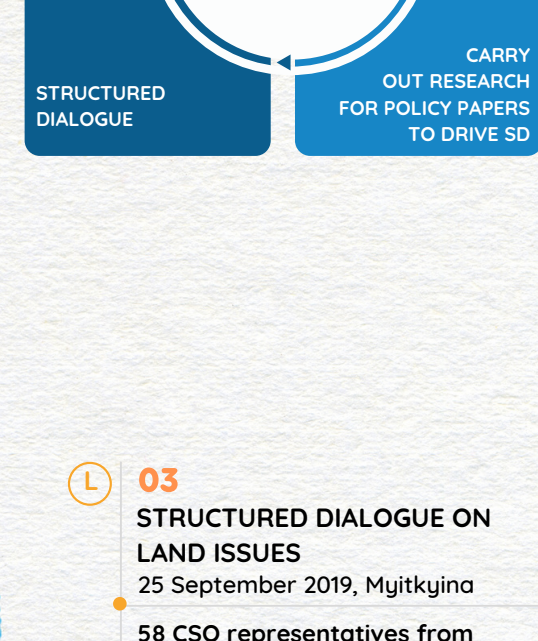 STRUCTURED
DIALOGUE
CARRY
OUT RESEARCH
FOR POLICY PAPERS
TO DRIVE SD
L
03
STRUCTURED DIALOGUE ON
LAND ISSUES
25 September 2019, Myitkyina
58 CSO representatives from